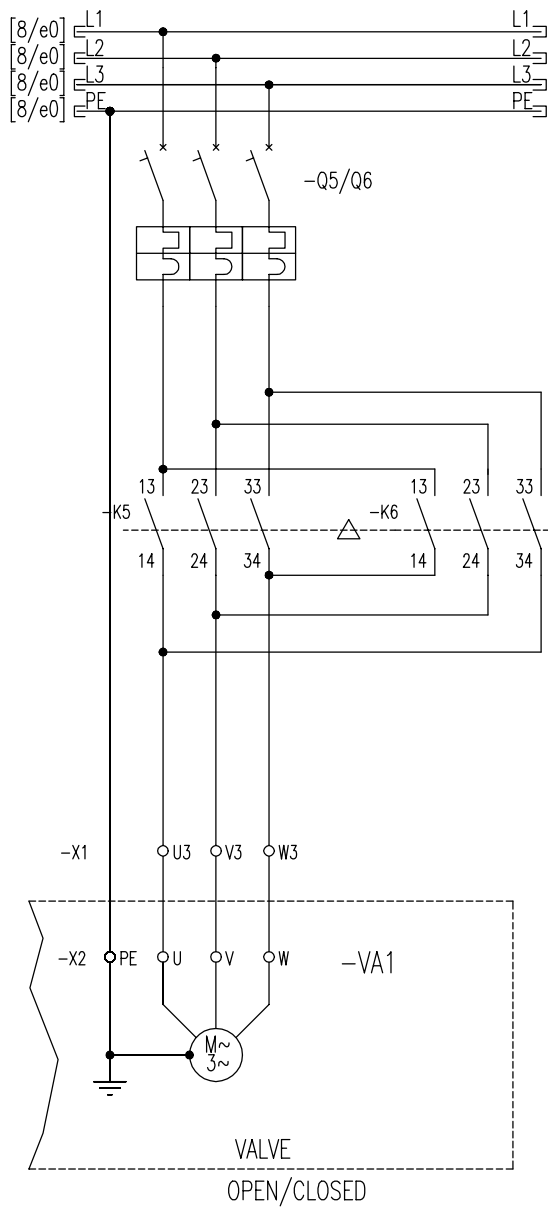 [8/e0] L1 L1
[8/e0] L2 L2
[8/e0] L3 L3
[8/e0] PE PE
-Q5/Q6
13 23 33 13 23 33
-K5 -K6
14 24 34 14 24 34
-X1 U3 V3 W3
-X2 PE U V W -VA1
M~
3~
VALVE
OPEN/CLOSED